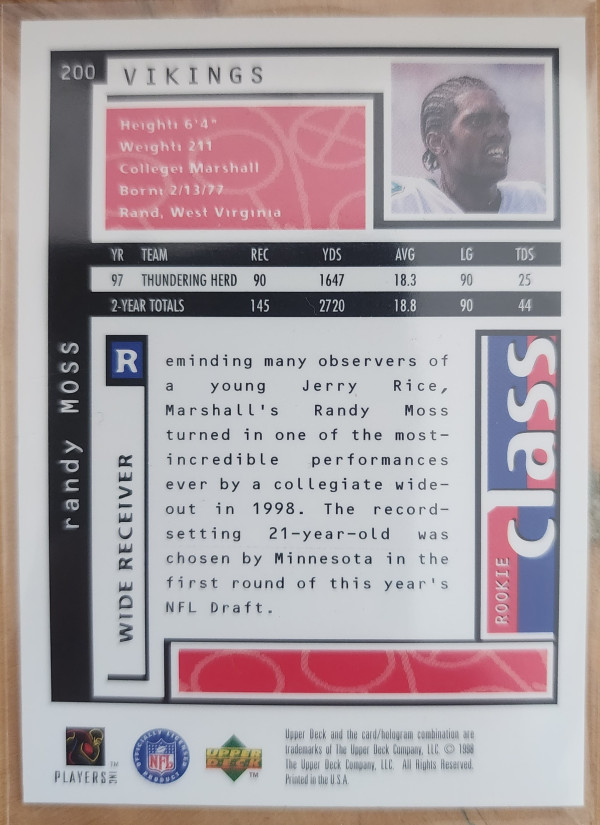 200 VIKINGS
Height: 6'4"
Weight: 211
College: Marshall
Born: 2/13/77
Rand, West Virginia
YR TEAM REC YDS AVG LG TDS
97 THUNDERING HERD 90 1647 18.3 90 25
2-YEAR TOTALS 145 2720 18.8 90 44
randy MOSS
R
WIDE RECEIVER
eminding many observers of
a young Jerry Rice,
Marshall's Randy Moss
turned in one of the most-
incredible performances
ever by a collegiate wide-
out in 1998. The record-
setting 21-year-old was
chosen by Minnesota in the
first round of this year's
NFL Draft.
ROOKIE class
PLAYERS INC ™
OFFICIALLY LICENSED PRODUCT
NFL
UPPER DECK ™
Upper Deck and the card/hologram combination are
trademarks of The Upper Deck Company, LLC. © 1998
The Upper Deck Company, LLC. All Rights Reserved.
Printed in the U.S.A.